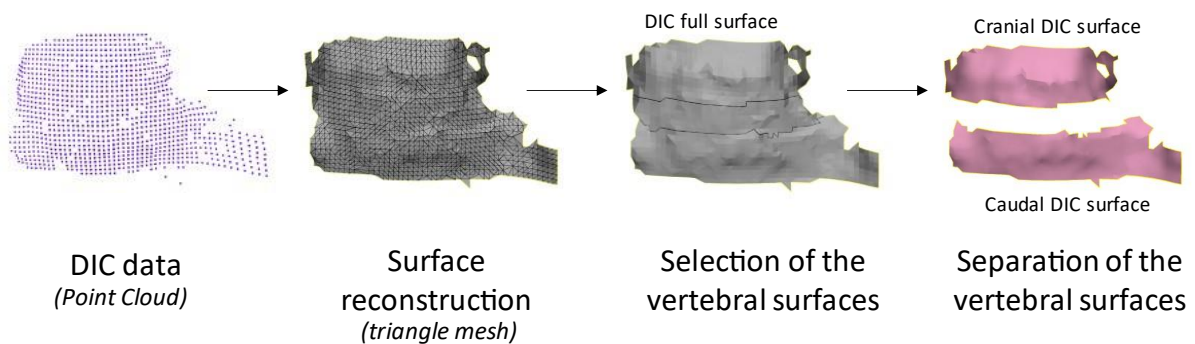 DIC full surface
Cranial DIC surface
Caudal DIC surface
DIC data
(Point Cloud)
Surface
reconstruction
(triangle mesh)
Selection of the
vertebral surfaces
Separation of the
vertebral surfaces